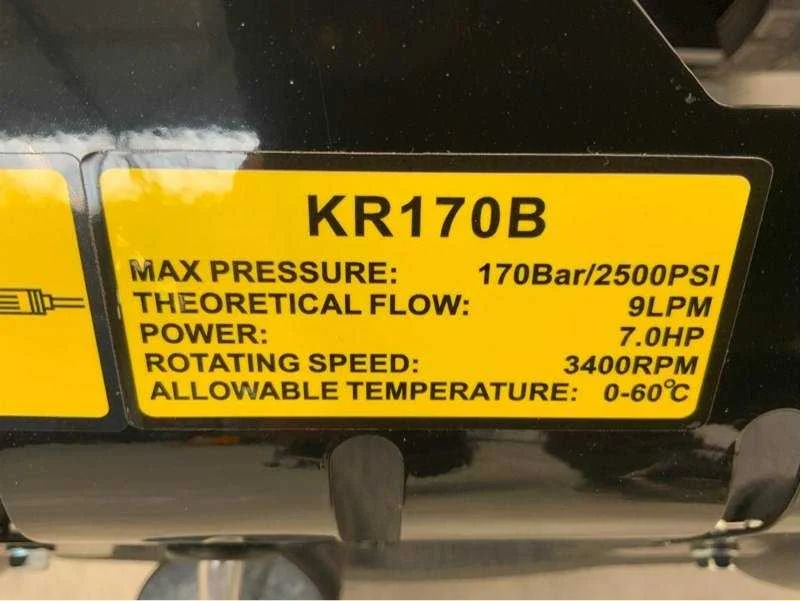 KR170B
MAX PRESSURE: 170Bar/2500PSI
THEORETICAL FLOW: 9LPM
POWER: 7.0HP
ROTATING SPEED: 3400RPM
ALLOWABLE TEMPERATURE: 0-60℃